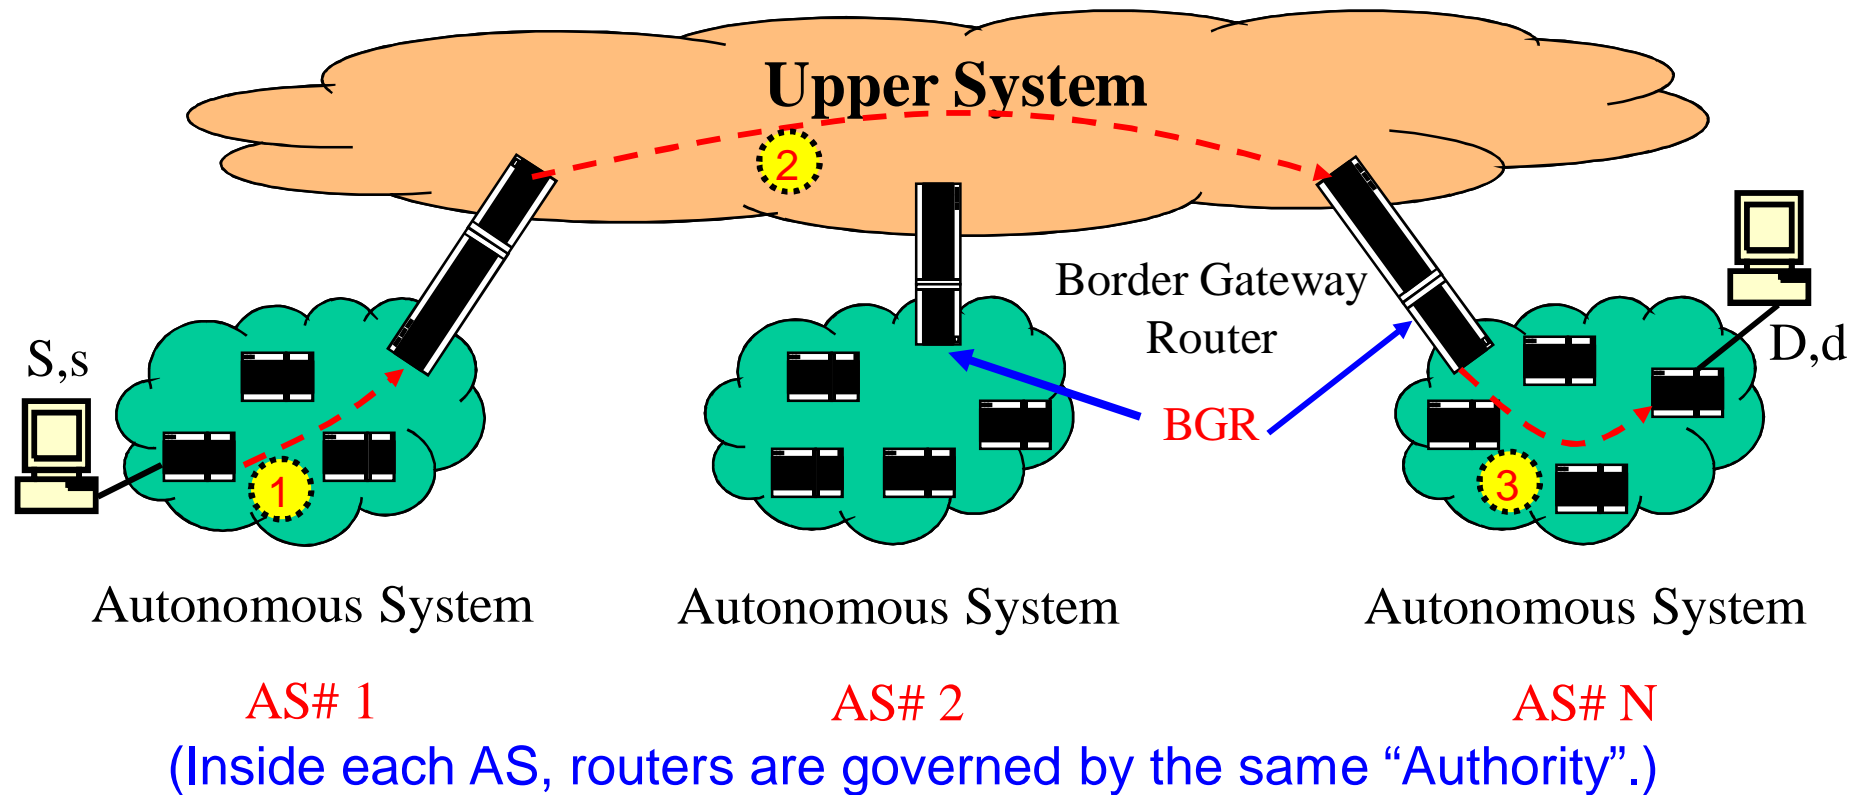 Upper System
2
Border Gateway
Router
S,s
D,d
BGR
1
3
Autonomous System
Autonomous System
Autonomous System
AS# 1
AS# 2
AS# N
(Inside each AS, routers are governed by the same “Authority”.)